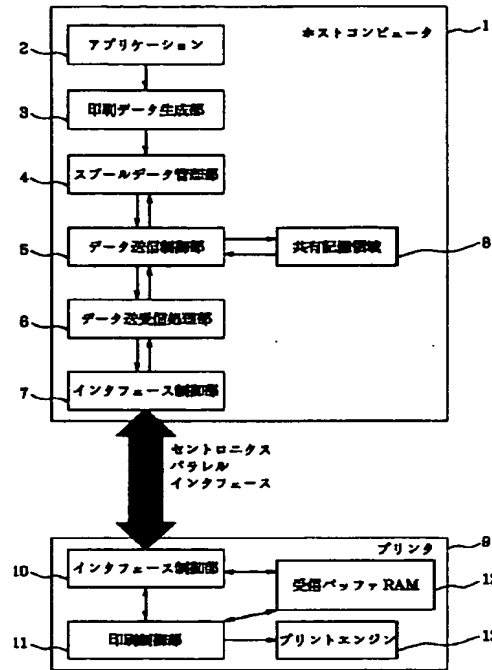 ホストコンピュータ
1
2
アプリケーション
3
印刷データ生成部
4
スプールデータ管理部
5
データ送信制御部
共有記憶領域
8
6
データ送受信処理部
7
インタフェース制御部
セントロニクス
パラレル
インタフェース
プリンタ
9
10
インタフェース制御部
受信バッファRAM
12
11
印刷制御部
プリントエンジン
13